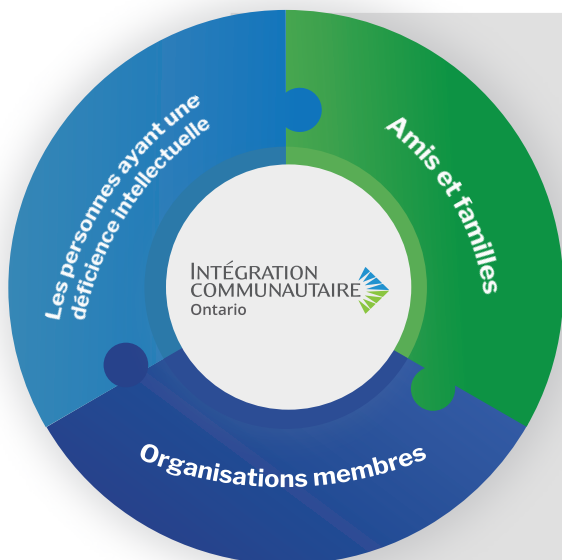 Les personnes ayant une
déficience intellectuelle
Amis et familles
INTÉGRATION
COMMUNAUTAIRE
Ontario
Organisations membres